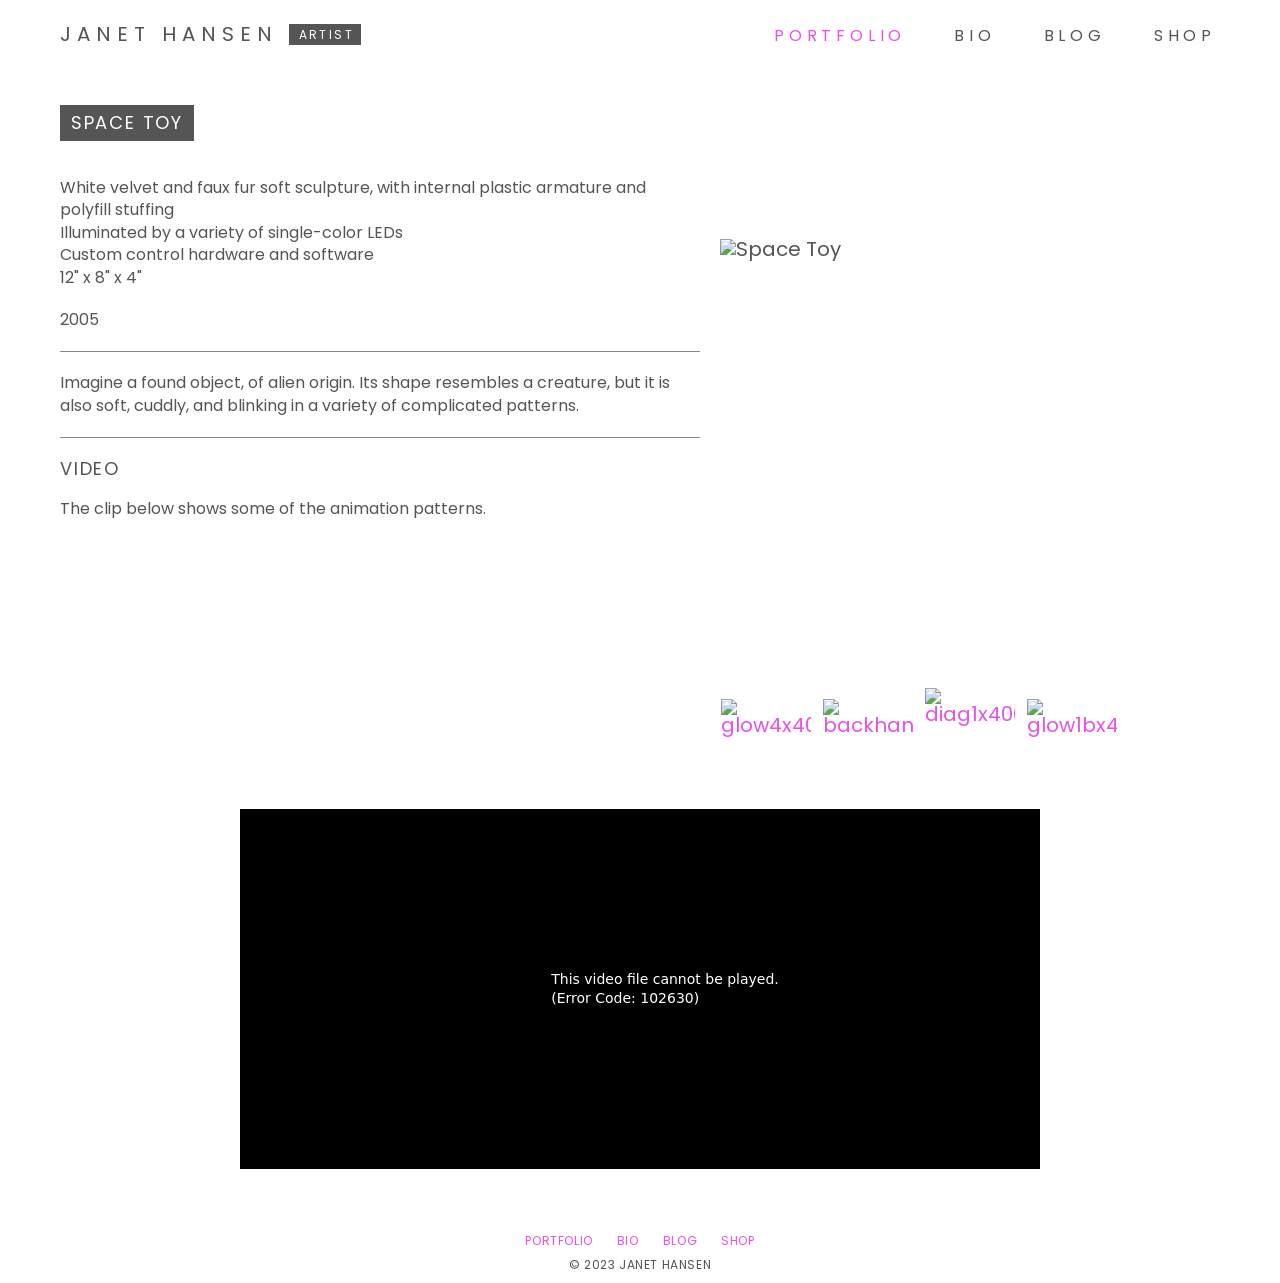 JANET HANSEN ARTIST
PORTFOLIO BIO BLOG SHOP
SPACE TOY
White velvet and faux fur soft sculpture, with internal plastic armature and
polyfill stuffing
Illuminated by a variety of single-color LEDs
Custom control hardware and software
12" x 8" x 4"
2005
Imagine a found object, of alien origin. Its shape resembles a creature, but it is
also soft, cuddly, and blinking in a variety of complicated patterns.
VIDEO
The clip below shows some of the animation patterns.
Space Toy
glow4x40 backhan diag1x40 glow1bx4
This video file cannot be played.
(Error Code: 102630)
PORTFOLIO BIO BLOG SHOP
© 2023 JANET HANSEN